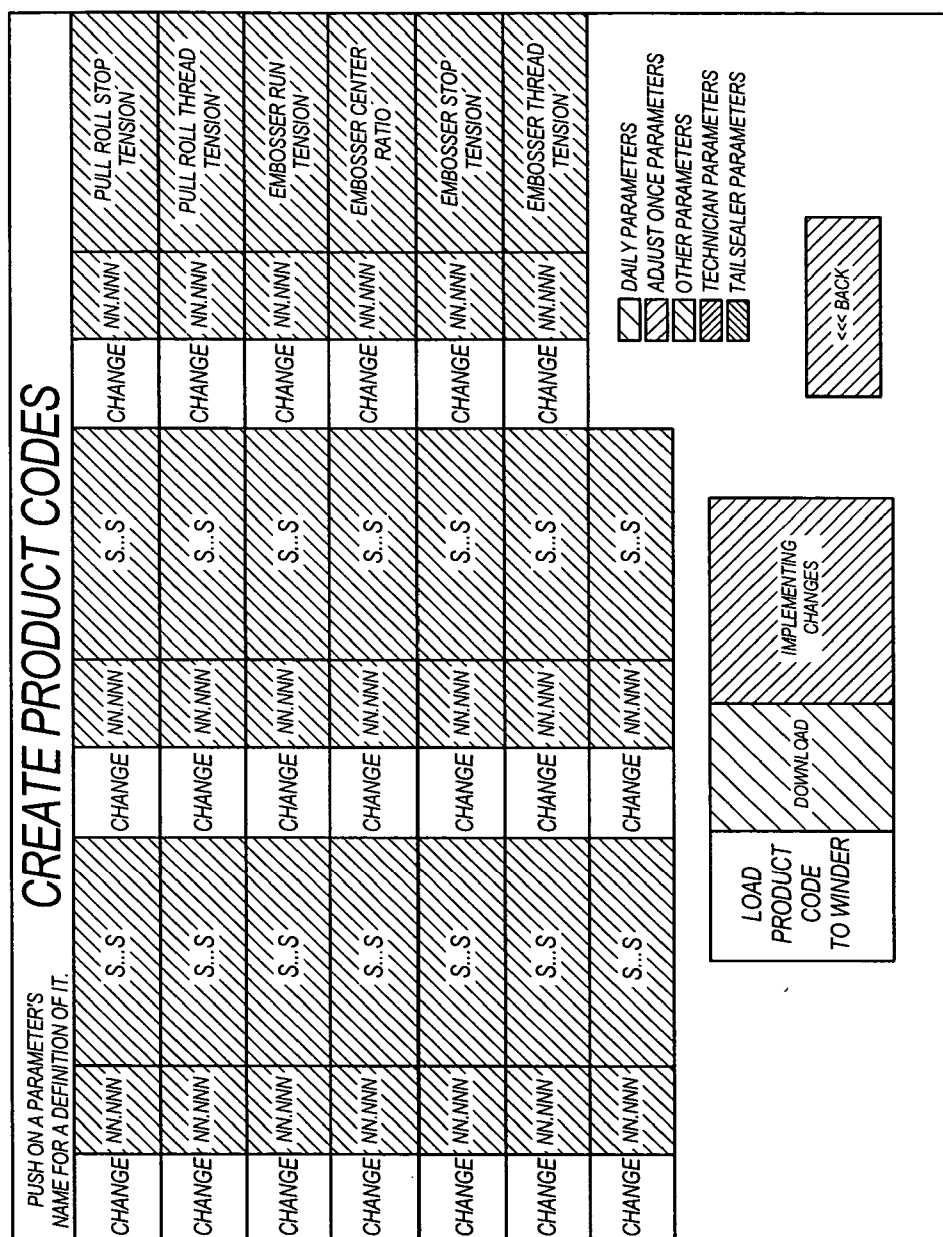 PUSH ON A PARAMETER'S
NAME FOR A DEFINITION OF IT.
CREATE PRODUCT CODES
CHANGE NN.NNN S...S CHANGE NN.NNN S...S CHANGE NN.NNN PULL ROLL STOP
TENSION
CHANGE NN.NNN S...S CHANGE NN.NNN S...S CHANGE NN.NNN PULL ROLL THREAD
TENSION
CHANGE NN.NNN S...S CHANGE NN.NNN S...S CHANGE NN.NNN EMBOSSER RUN
TENSION
CHANGE NN.NNN S...S CHANGE NN.NNN S...S CHANGE NN.NNN EMBOSSER CENTER
RATIO
CHANGE NN.NNN S...S CHANGE NN.NNN S...S CHANGE NN.NNN EMBOSSER STOP
TENSION
CHANGE NN.NNN S...S CHANGE NN.NNN S...S CHANGE NN.NNN EMBOSSER THREAD
TENSION
CHANGE NN.NNN S...S CHANGE NN.NNN S...S
DAILY PARAMETERS
ADJUST ONCE PARAMETERS
OTHER PARAMETERS
TECHNICIAN PARAMETERS
TAILSEALER PARAMETERS
LOAD
PRODUCT
CODE
TO WINDER
DOWNLOAD
IMPLEMENTING
CHANGES
<<< BACK